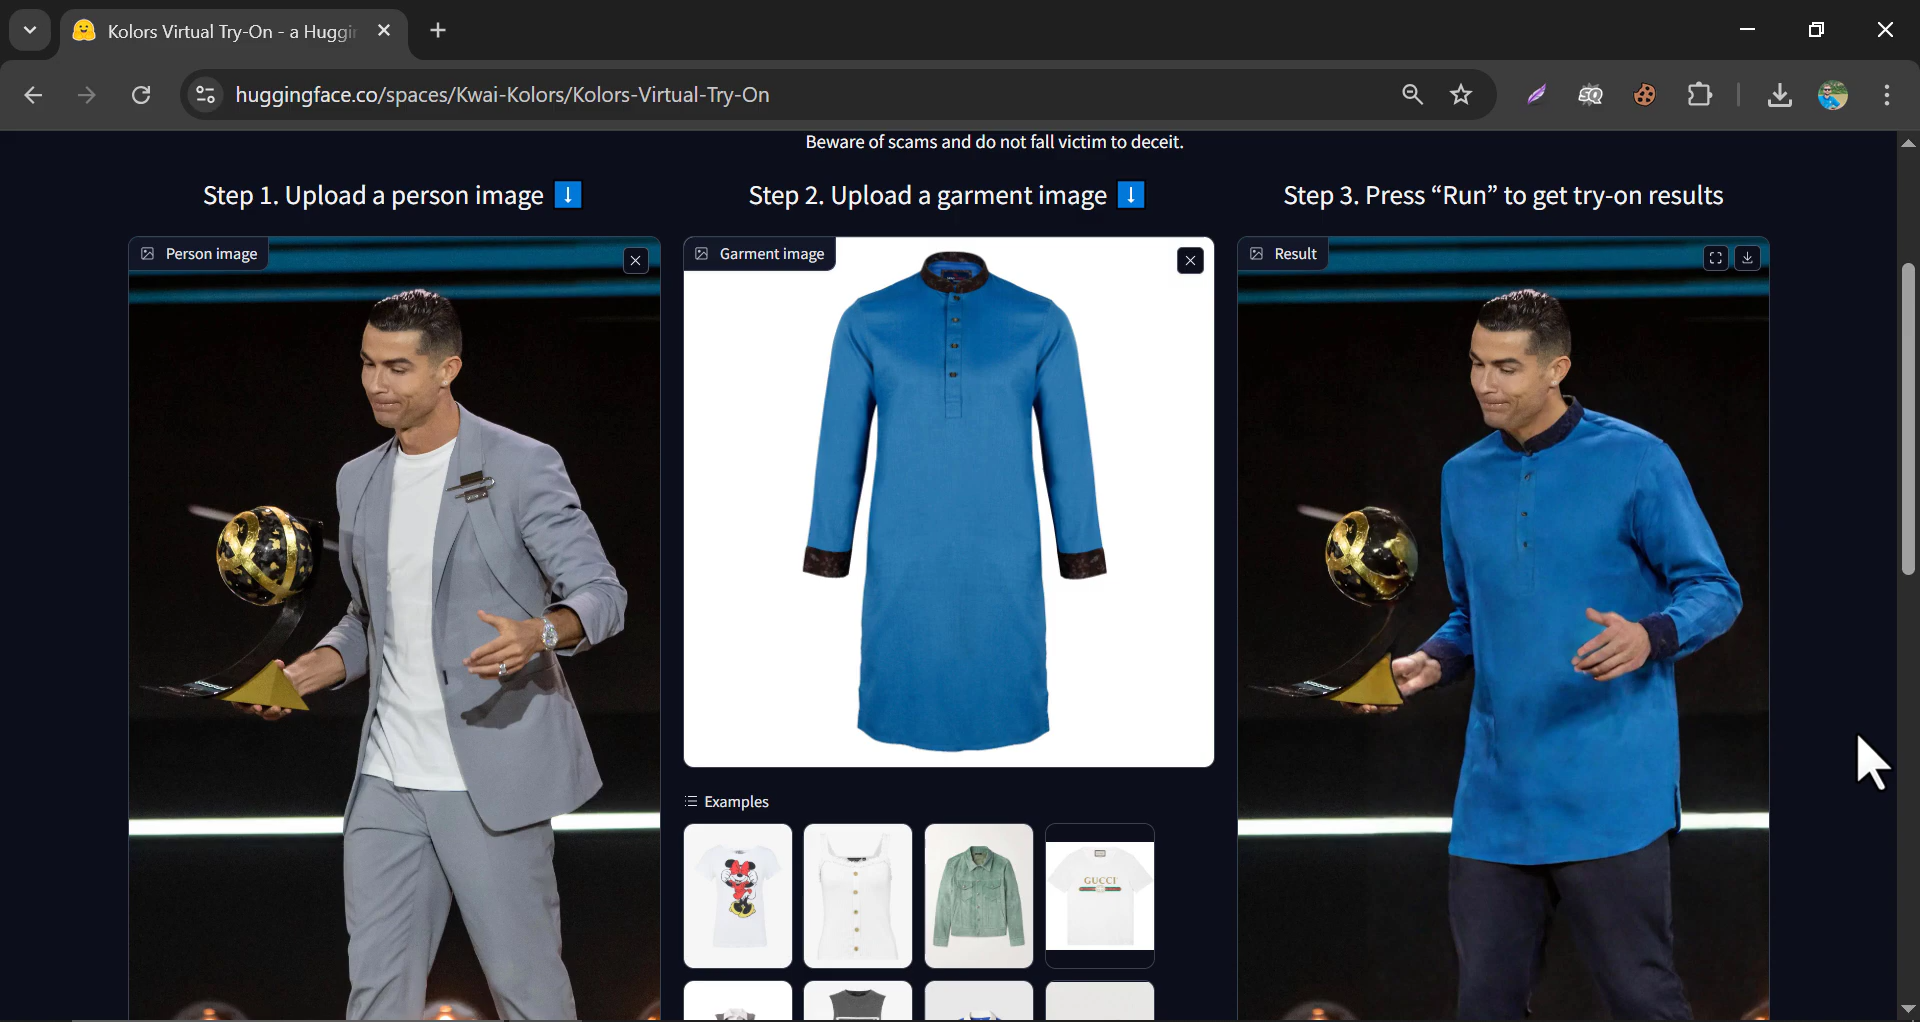 Kolors Virtual Try-On - a Huggi
huggingface.co/spaces/Kwai-Kolors/Kolors-Virtual-Try-On
Beware of scams and do not fall victim to deceit.
Step 1. Upload a person image
Step 2. Upload a garment image
Step 3. Press “Run” to get try-on results
Person image
Garment image
Result
Examples
GUCCI